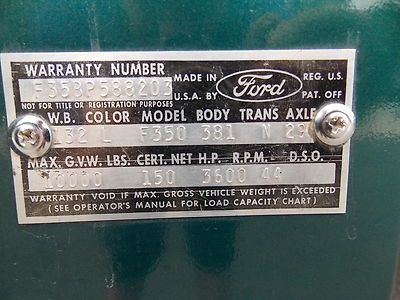 WARRANTY NUMBER MADE IN Ford REG. U.S.
F35BP588203 U.S.A. BY PAT. OFF
NOT FOR TITLE OR REGISTRATION PURPOSES
W.B. COLOR MODEL BODY TRANS AXLE
132 L F350 381 N 29
MAX. G.V.W. LBS. CERT. NET H.P. R.P.M. D.S.O.
10000 150 3600 44
WARRANTY VOID IF MAX. GROSS VEHICLE WEIGHT IS EXCEEDED
(SEE OPERATOR'S MANUAL FOR LOAD CAPACITY CHART)